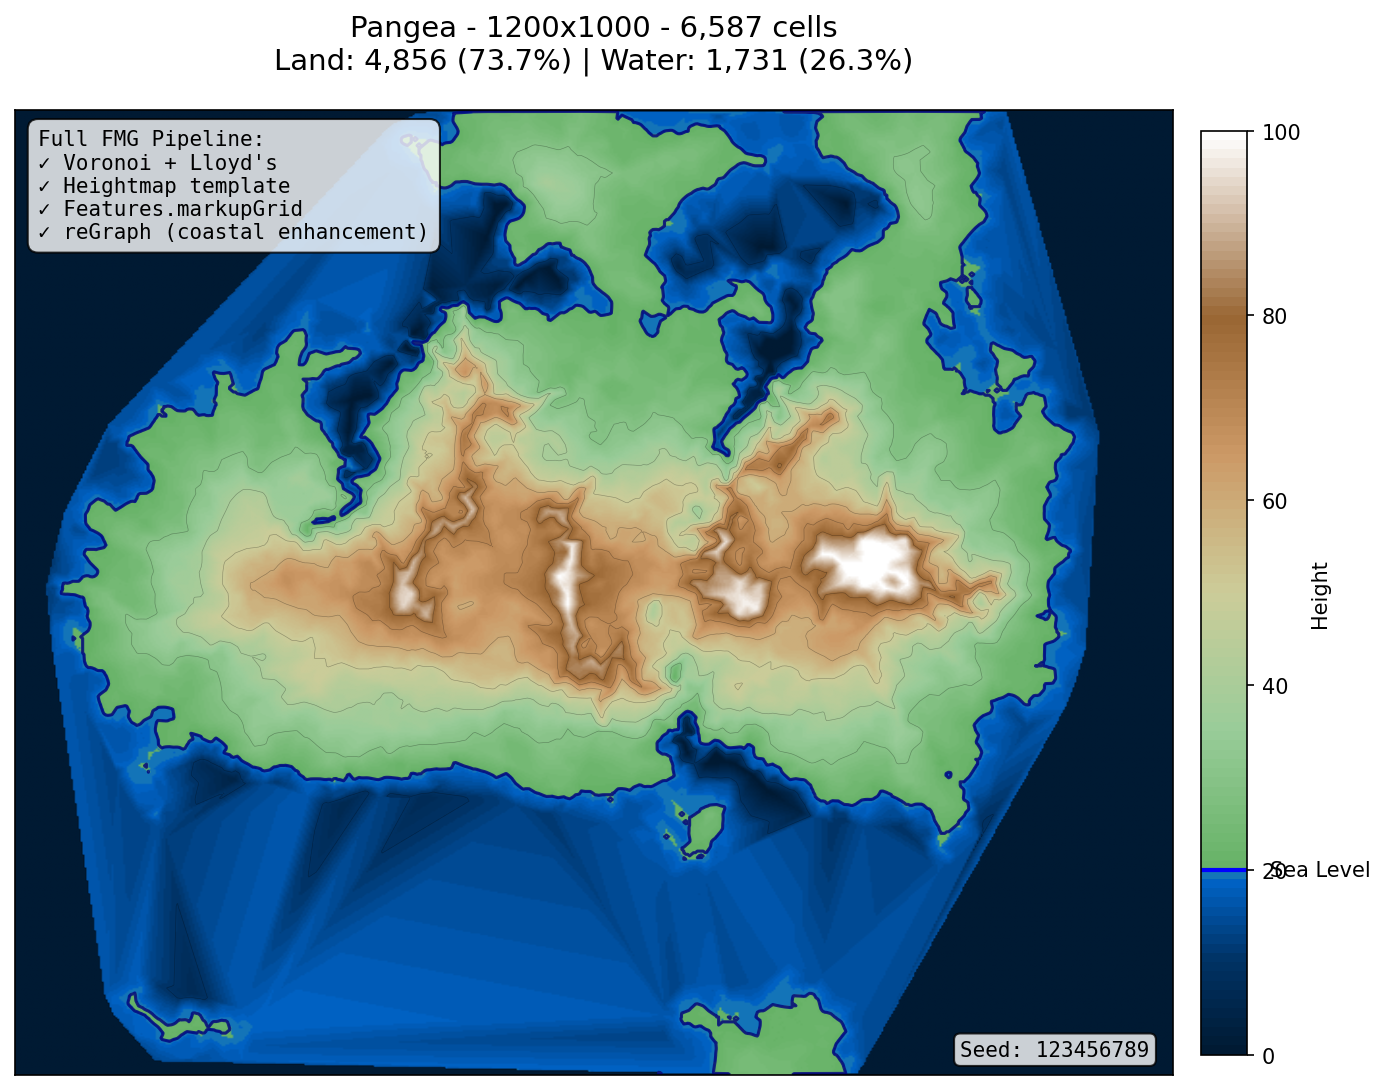 Pangea - 1200x1000 - 6,587 cells
Land: 4,856 (73.7%) | Water: 1,731 (26.3%)
Full FMG Pipeline:
✓ Voronoi + Lloyd's
✓ Heightmap template
✓ Features.markupGrid
✓ reGraph (coastal enhancement)
100
80
60
40
20
Sea Level
0
Height
Seed: 123456789